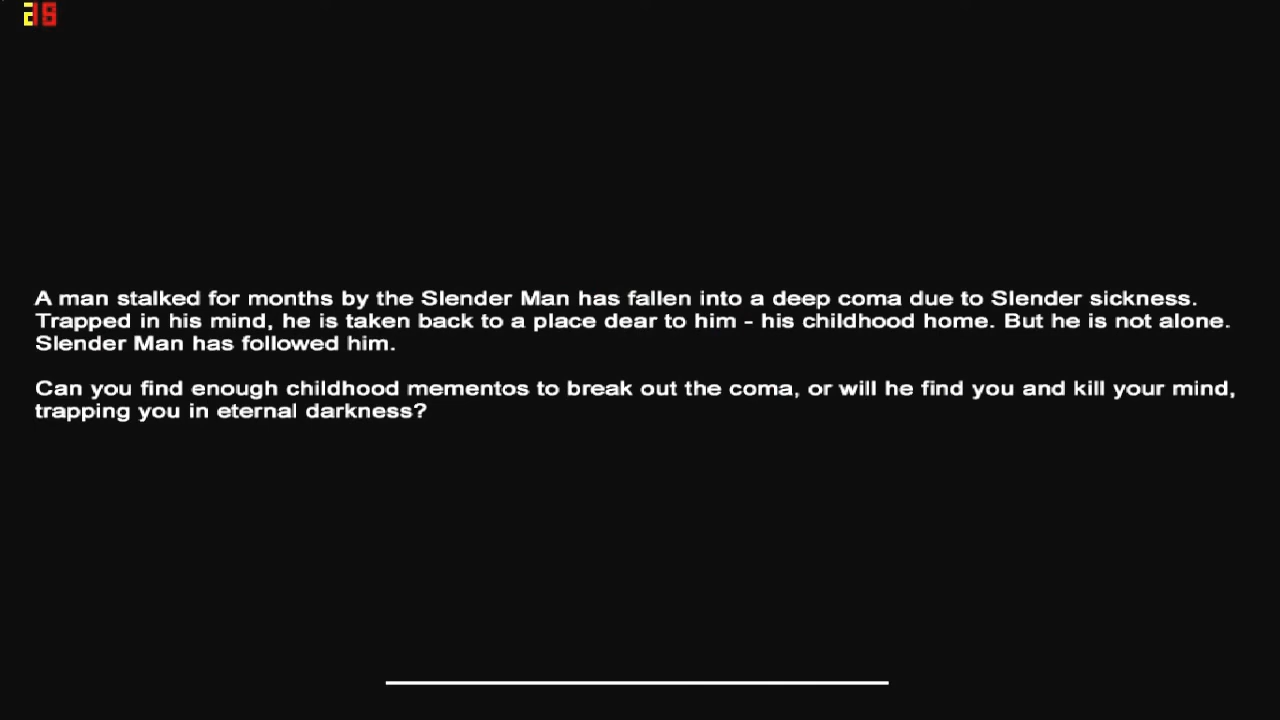 A man stalked for months by the Slender Man has fallen into a deep coma due to Slender sickness.
Trapped in his mind, he is taken back to a place dear to him - his childhood home. But he is not alone.
Slender Man has followed him.
Can you find enough childhood mementos to break out the coma, or will he find you and kill your mind,
trapping you in eternal darkness?